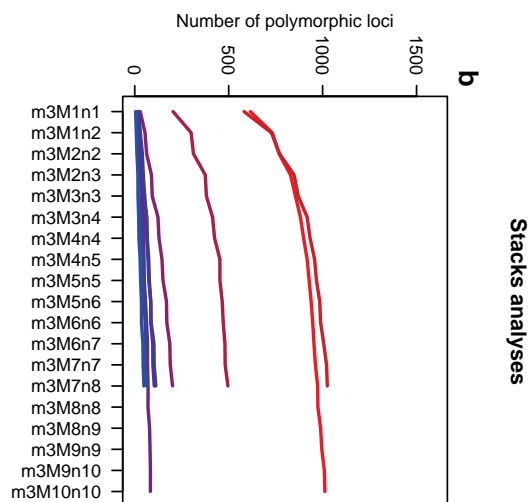 Number of polymorphic loci
0
500
1000
1500
b
Stacks analyses
m3M1n1
m3M1n2
m3M2n2
m3M2n3
m3M3n3
m3M3n4
m3M4n4
m3M4n5
m3M5n5
m3M5n6
m3M6n6
m3M6n7
m3M7n7
m3M7n8
m3M8n8
m3M8n9
m3M9n9
m3M9n10
m3M10n10